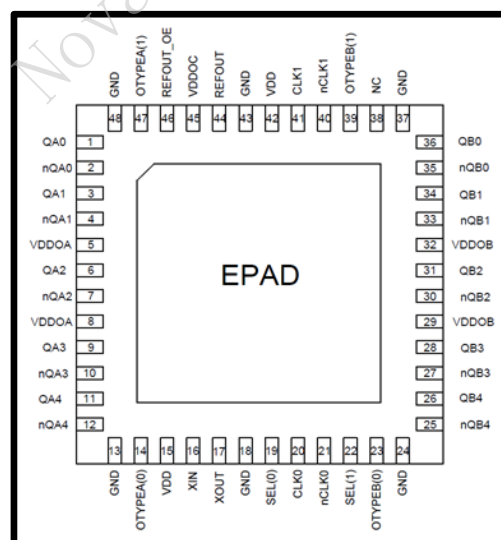 Nova
GND
OTYPEA(1)
REFOUT_OE
VDDOC
REFOUT
GND
VDD
CLK1
nCLK1
OTYPEB(1)
NC
GND
48 47 46 45 44 43 42 41 40 39 38 37
QA0 1 36 QB0
nQA0 2 35 nQB0
QA1 3 34 QB1
nQA1 4 33 nQB1
VDDOA 5 32 VDDOB
QA2 6 31 QB2
nQA2 7 30 nQB2
VDDOA 8 29 VDDOB
QA3 9 28 QB3
nQA3 10 27 nQB3
QA4 11 26 QB4
nQA4 12 25 nQB4
EPAD
13 14 15 16 17 18 19 20 21 22 23 24
GND
OTYPEA(0)
VDD
XIN
XOUT
GND
SEL(0)
CLK0
nCLK0
SEL(1)
OTYPEB(0)
GND